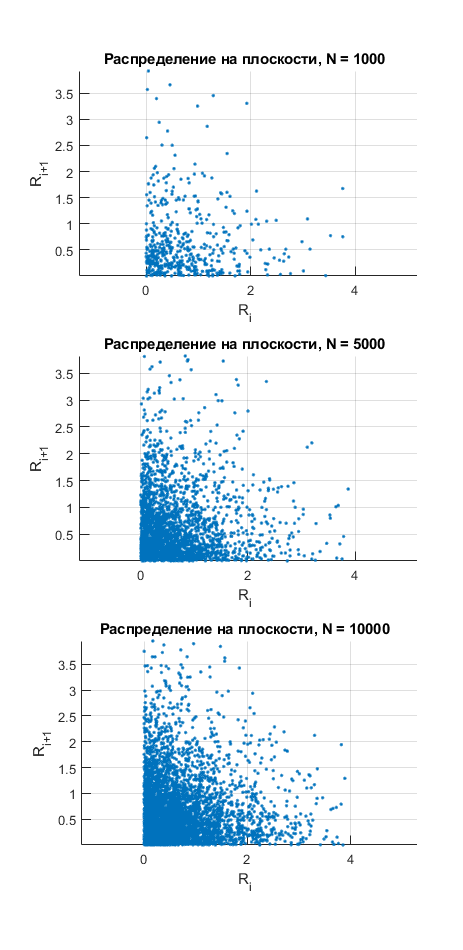 Распределение на плоскости, N = 1000
3.5
3
2.5
2
1.5
1
0.5
R_{i+1}
0 2 4
R_i
Распределение на плоскости, N = 5000
3.5
3
2.5
2
1.5
1
0.5
R_{i+1}
0 2 4
R_i
Распределение на плоскости, N = 10000
3.5
3
2.5
2
1.5
1
0.5
R_{i+1}
0 2 4
R_i